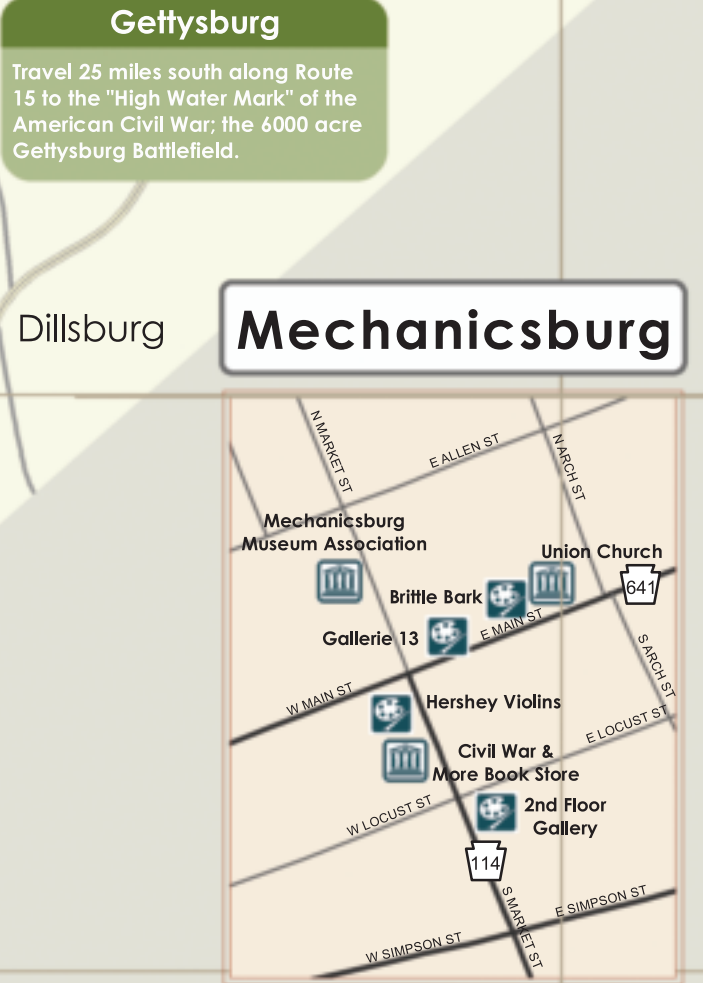 Gettysburg
Travel 25 miles south along Route
15 to the "High Water Mark" of the
American Civil War; the 6000 acre
Gettysburg Battlefield.
Dillsburg
Mechanicsburg
N MARKET ST
E ALLEN ST
N ARCH ST
Mechanicsburg
Museum Association
Union Church
641
Brittle Bark
E MAIN ST
Gallerie 13
S ARCH ST
W MAIN ST
Hershey Violins
E LOCUST ST
Civil War &
More Book Store
W LOCUST ST
2nd Floor
Gallery
114
S MARKET ST
E SIMPSON ST
W SIMPSON ST